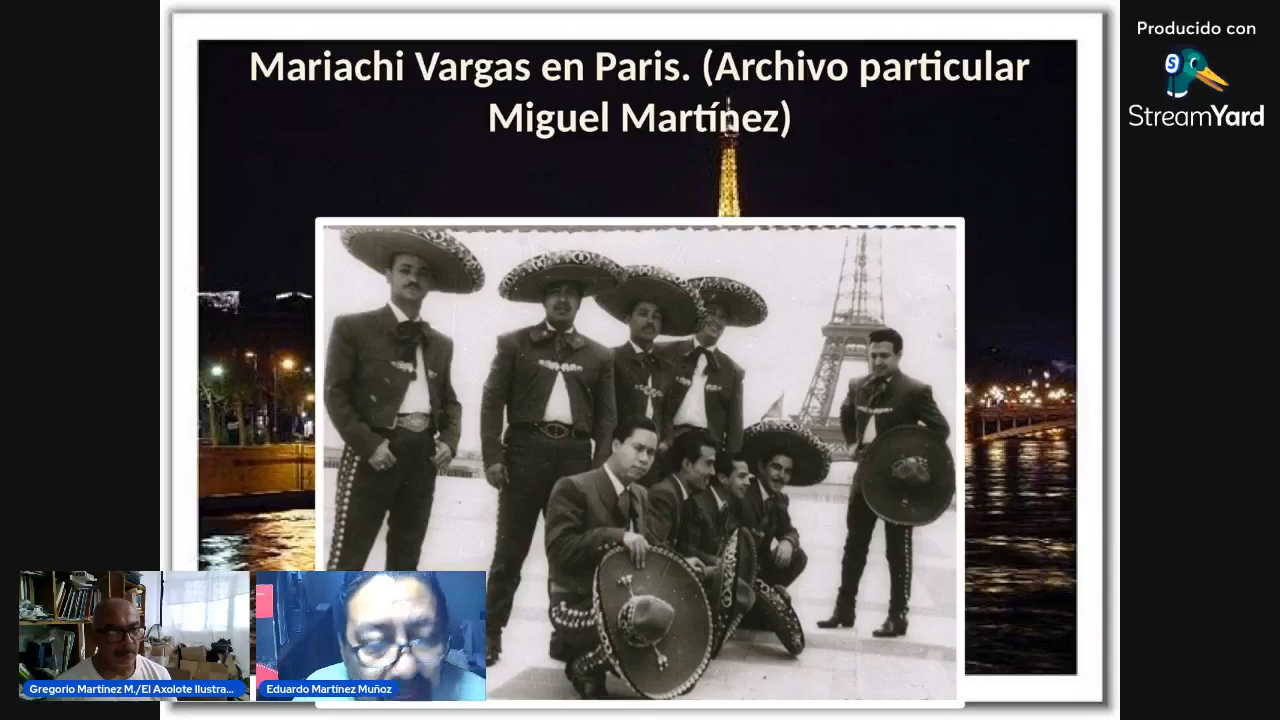 Mariachi Vargas en Paris. (Archivo particular
Miguel Martínez)
Producido con
StreamYard
Gregorio Martínez M./El Axolote Ilustra...
Eduardo Martínez Muñoz